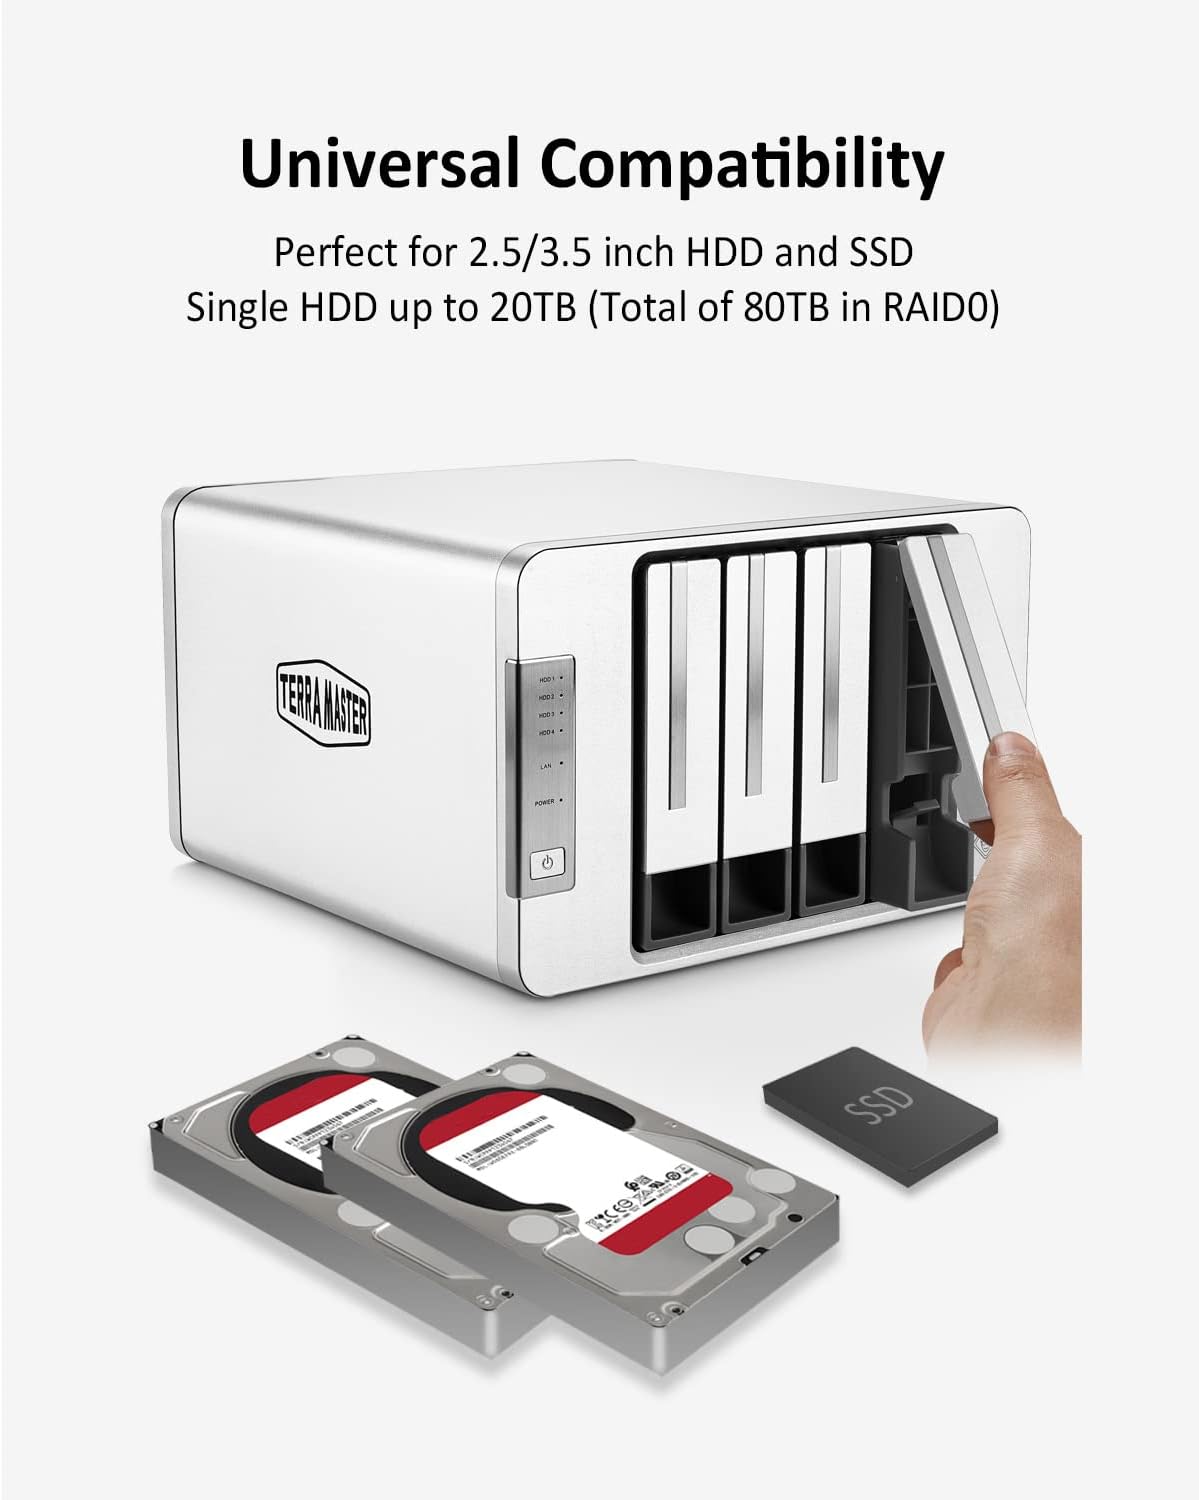 Universal Compatibility
Perfect for 2.5/3.5 inch HDD and SSD
Single HDD up to 20TB (Total of 80TB in RAID0)
TERRA MASTER
HDD 1
HDD 2
HDD 3
HDD 4
LAN
POWER
SSD